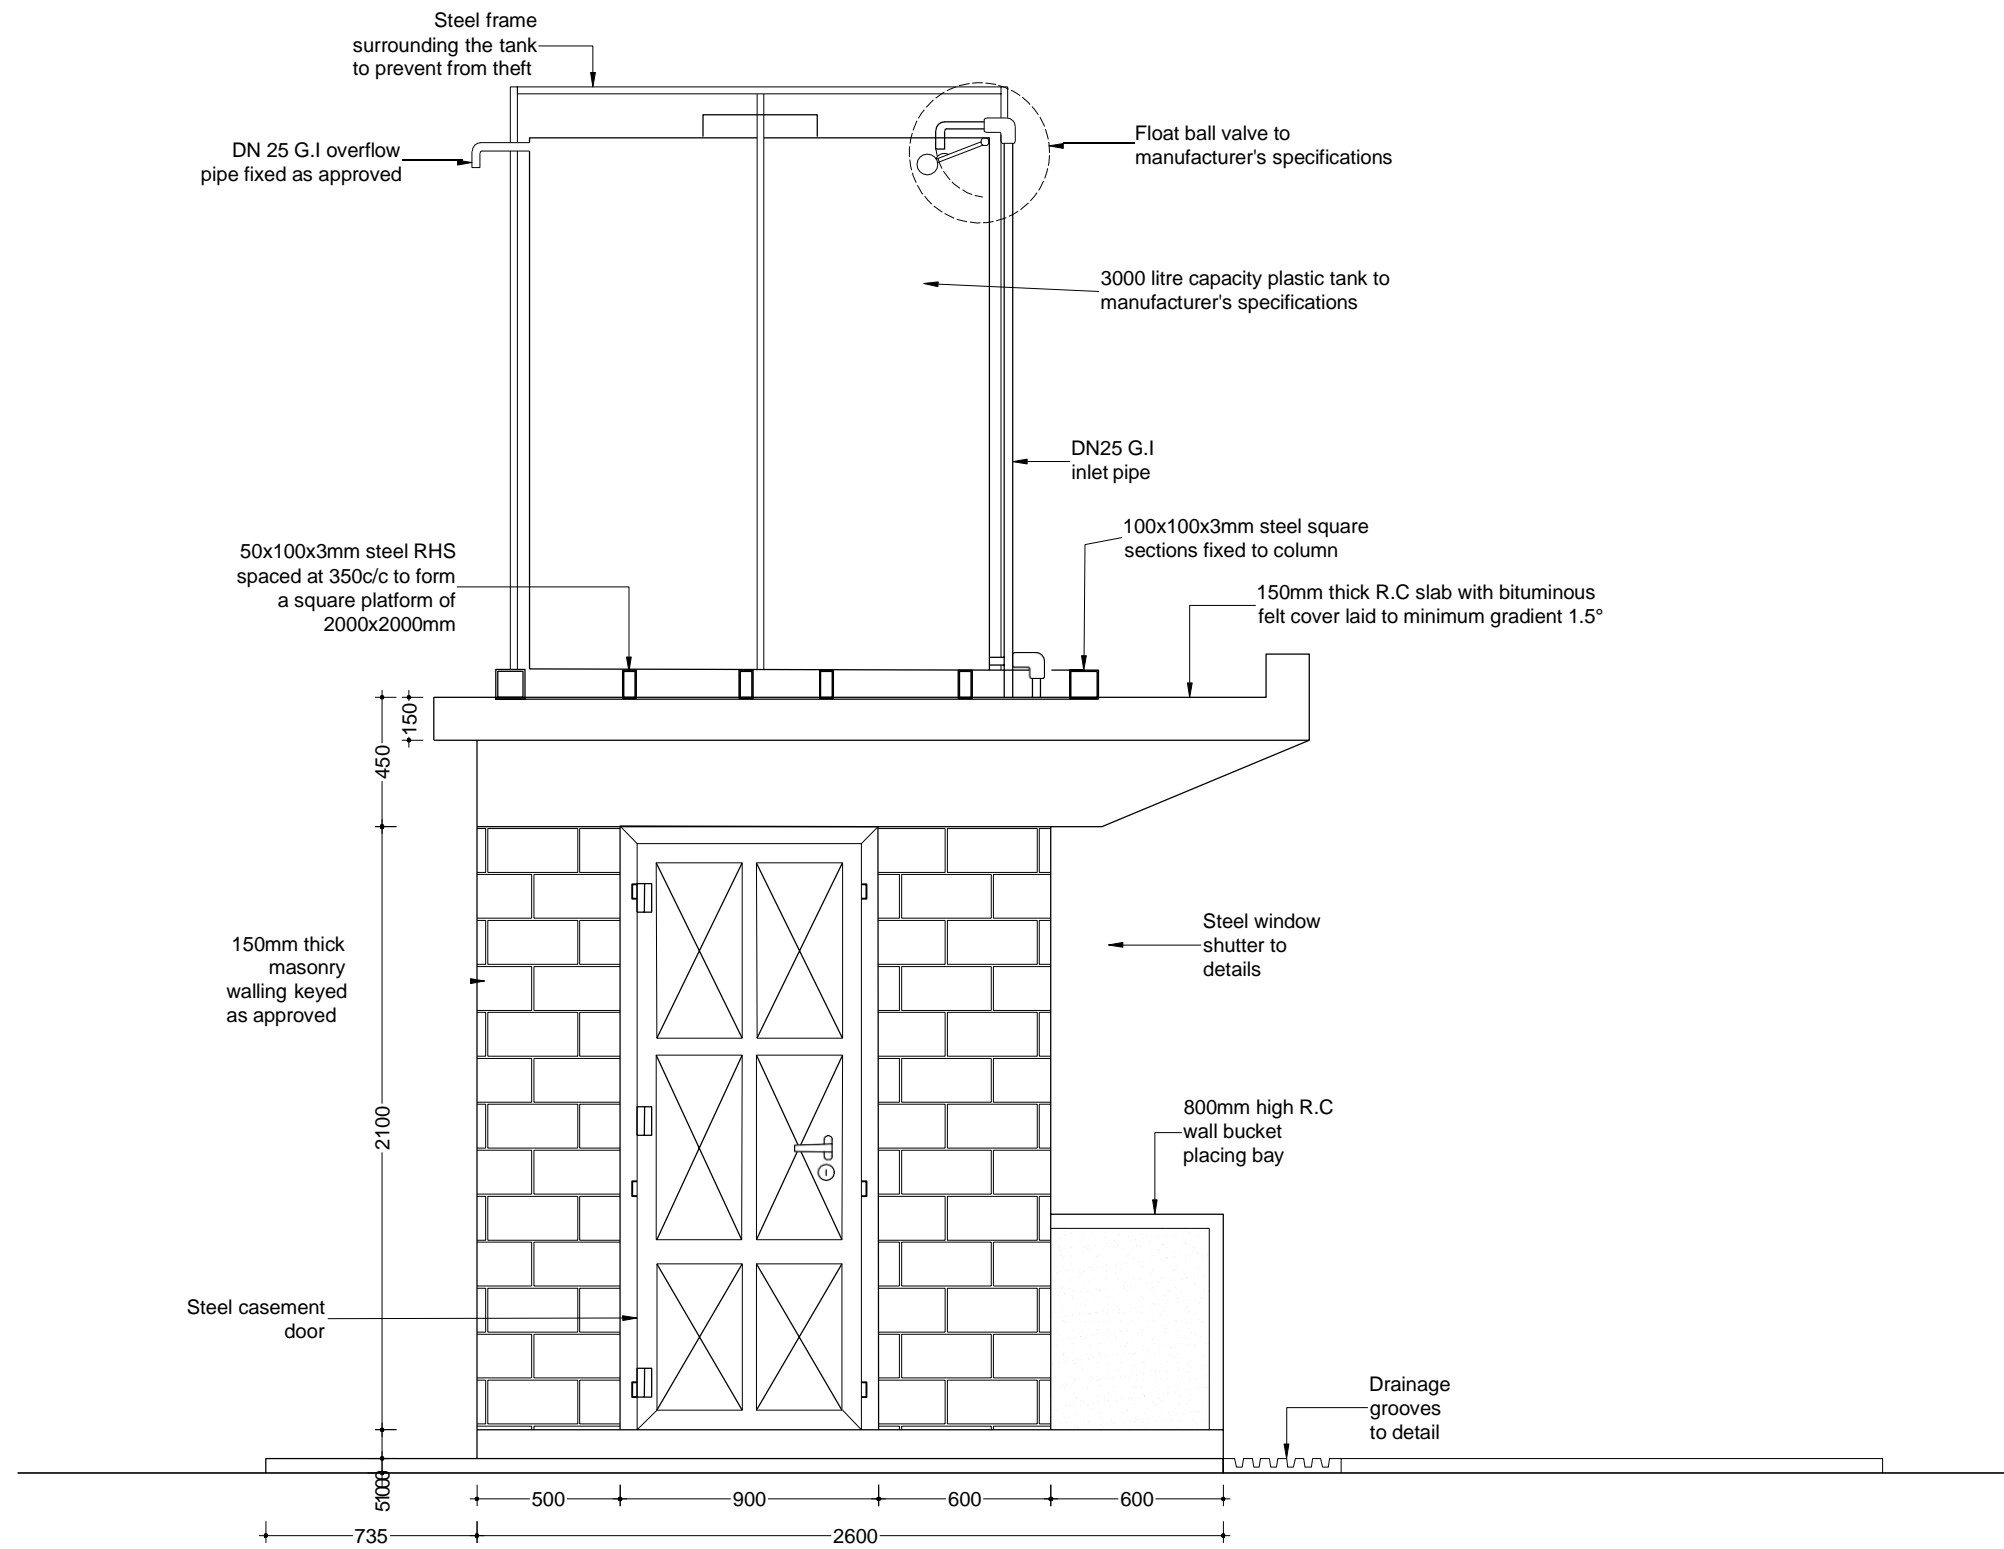 Steel frame
surrounding the tank
to prevent from theft
DN 25 G.I overflow
pipe fixed as approved
Float ball valve to
manufacturer's specifications
3000 litre capacity plastic tank to
manufacturer's specifications
DN25 G.I
inlet pipe
100x100x3mm steel square
sections fixed to column
50x100x3mm steel RHS
spaced at 350c/c to form
a square platform of
2000x2000mm
150mm thick R.C slab with bituminous
felt cover laid to minimum gradient 1.5°
150
450
Steel window
shutter to
details
150mm thick
masonry
walling keyed
as approved
2100
800mm high R.C
wall bucket
placing bay
Steel casement
door
Drainage
grooves
to detail
500
900
600
600
735
2600